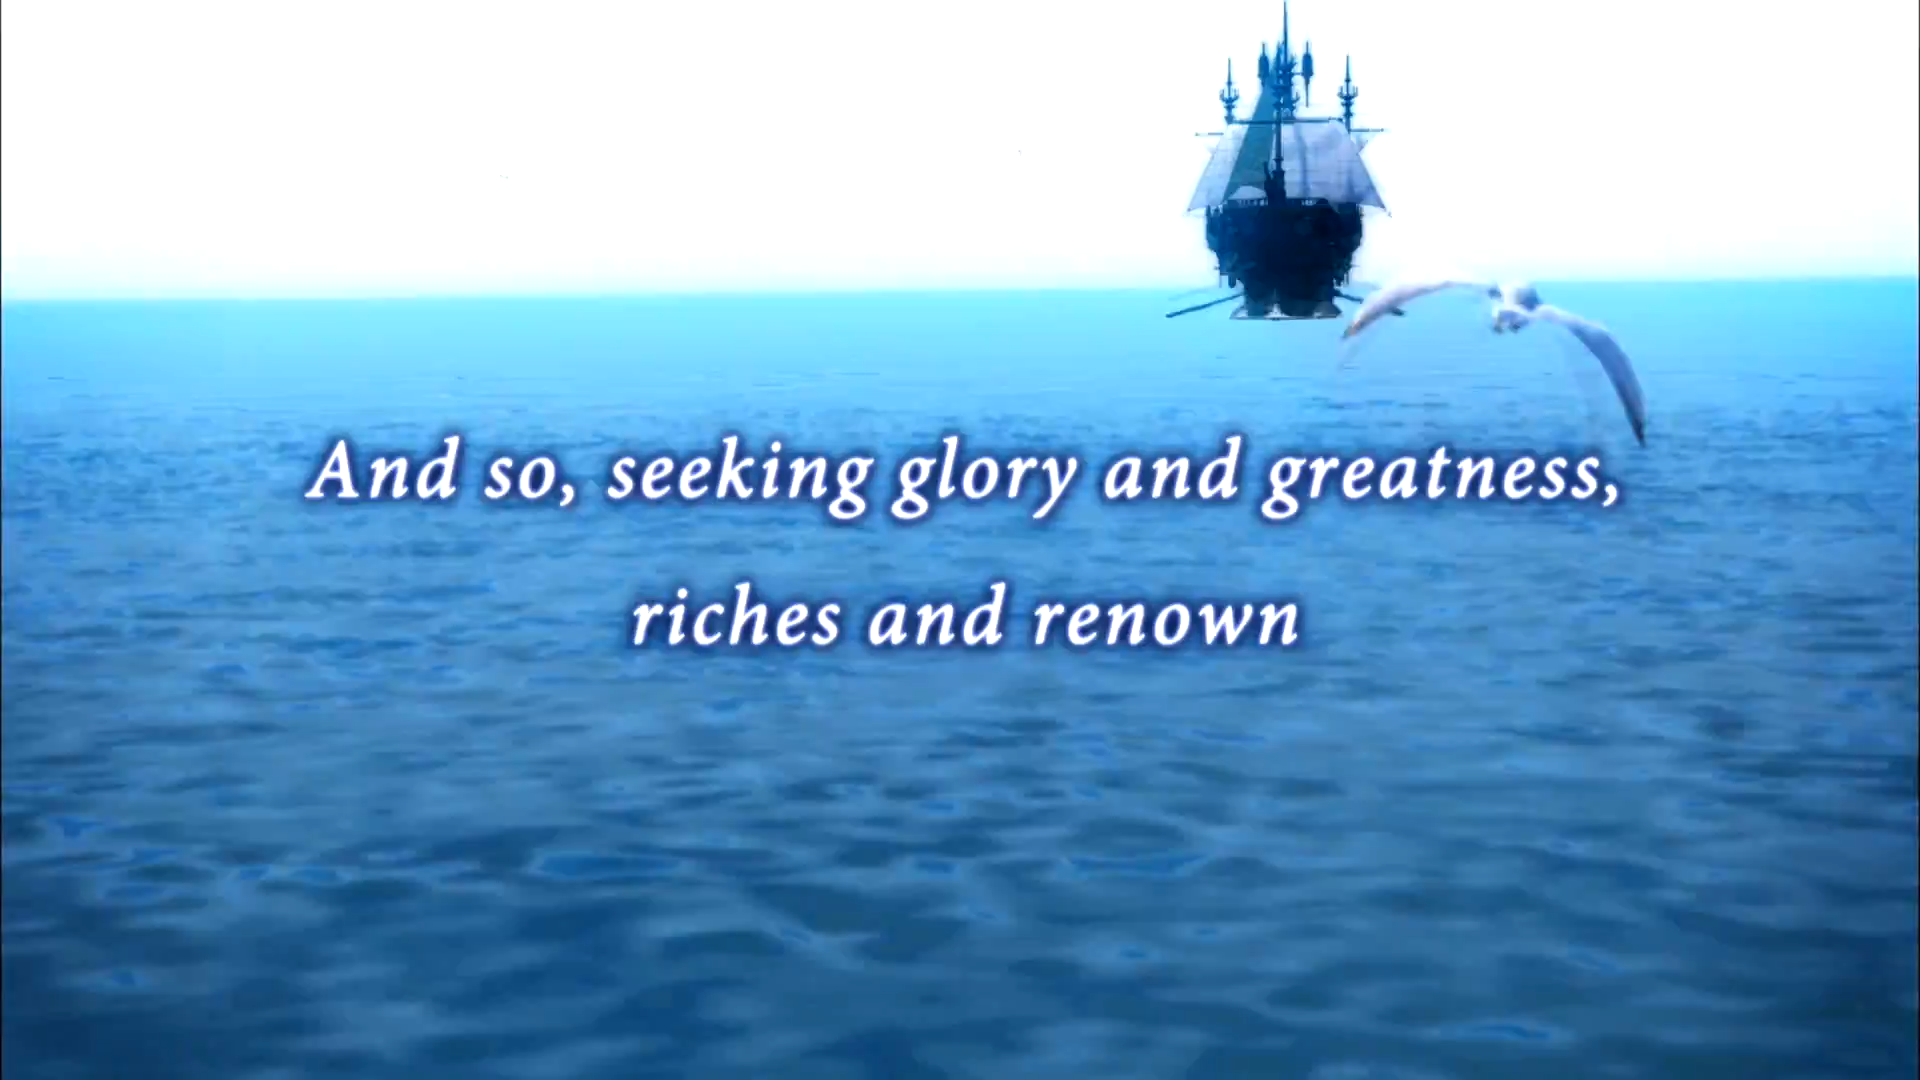 And so, seeking glory and greatness,
riches and renown